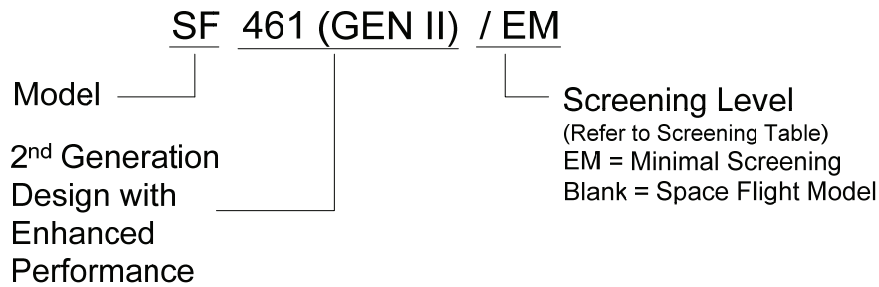 SF 461 (GEN II) / EM
Model
2nd Generation
Design with
Enhanced
Performance
Screening Level
(Refer to Screening Table)
EM = Minimal Screening
Blank = Space Flight Model